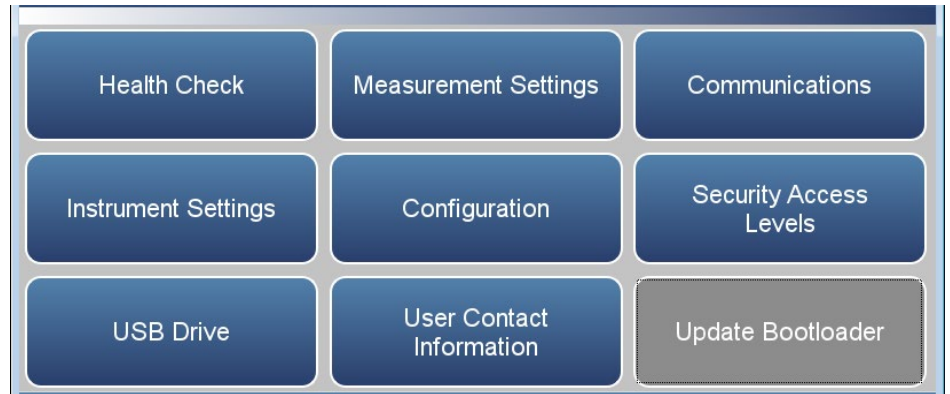 Health Check
Measurement Settings
Communications
Instrument Settings
Configuration
Security Access
Levels
USB Drive
User Contact
Information
Update Bootloader